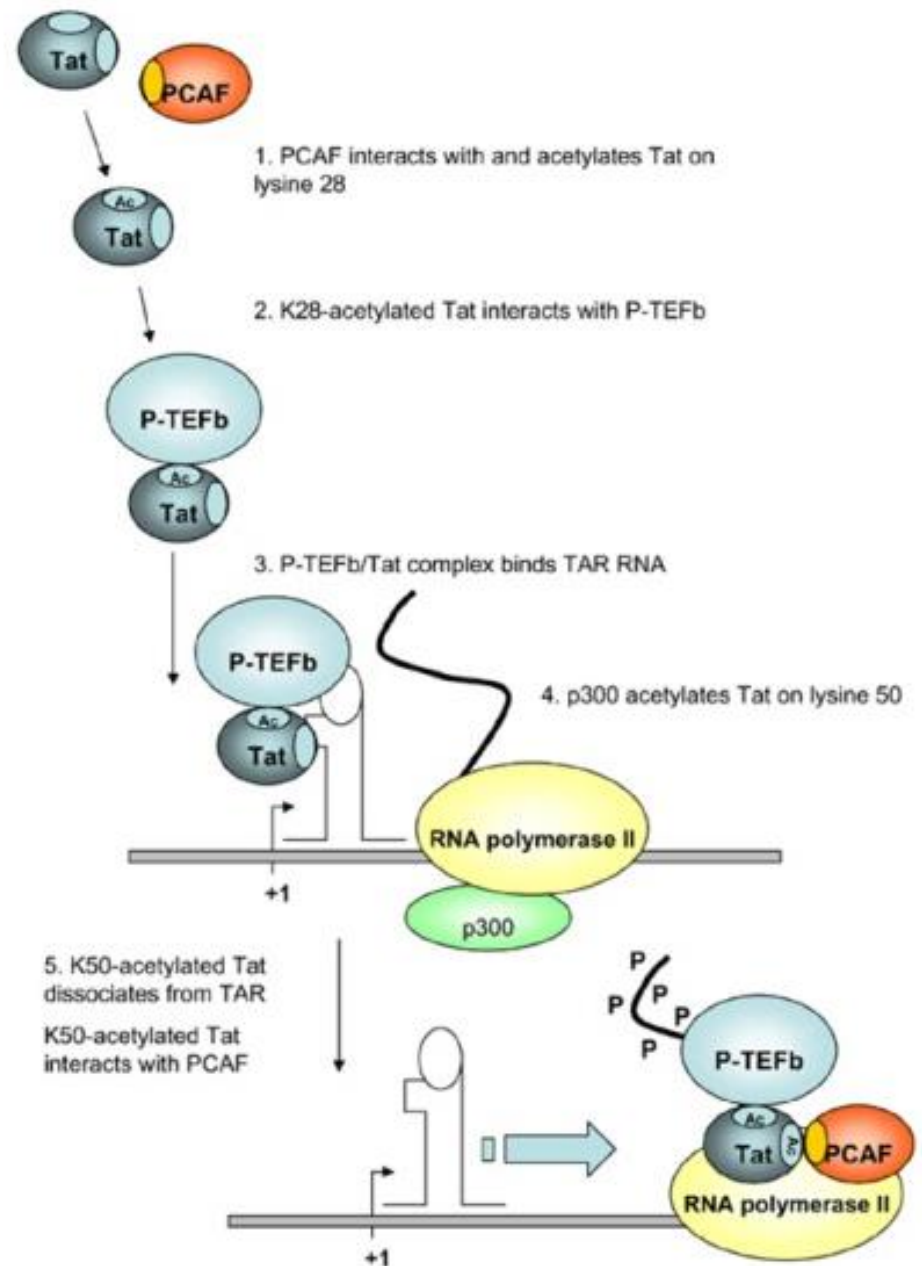 Tat
PCAF
1. PCAF interacts with and acetylates Tat on
lysine 28
Ac
Tat
2. K28-acetylated Tat interacts with P-TEFb
P-TEFb
Ac
Tat
3. P-TEFb/Tat complex binds TAR RNA
P-TEFb
4. p300 acetylates Tat on lysine 50
Ac
Tat
RNA polymerase II
+1
p300
5. K50-acetylated Tat
dissociates from TAR
K50-acetylated Tat
interacts with PCAF
P
P
P
P
P
P-TEFb
Ac
Tat
Ac
PCAF
RNA polymerase II
+1